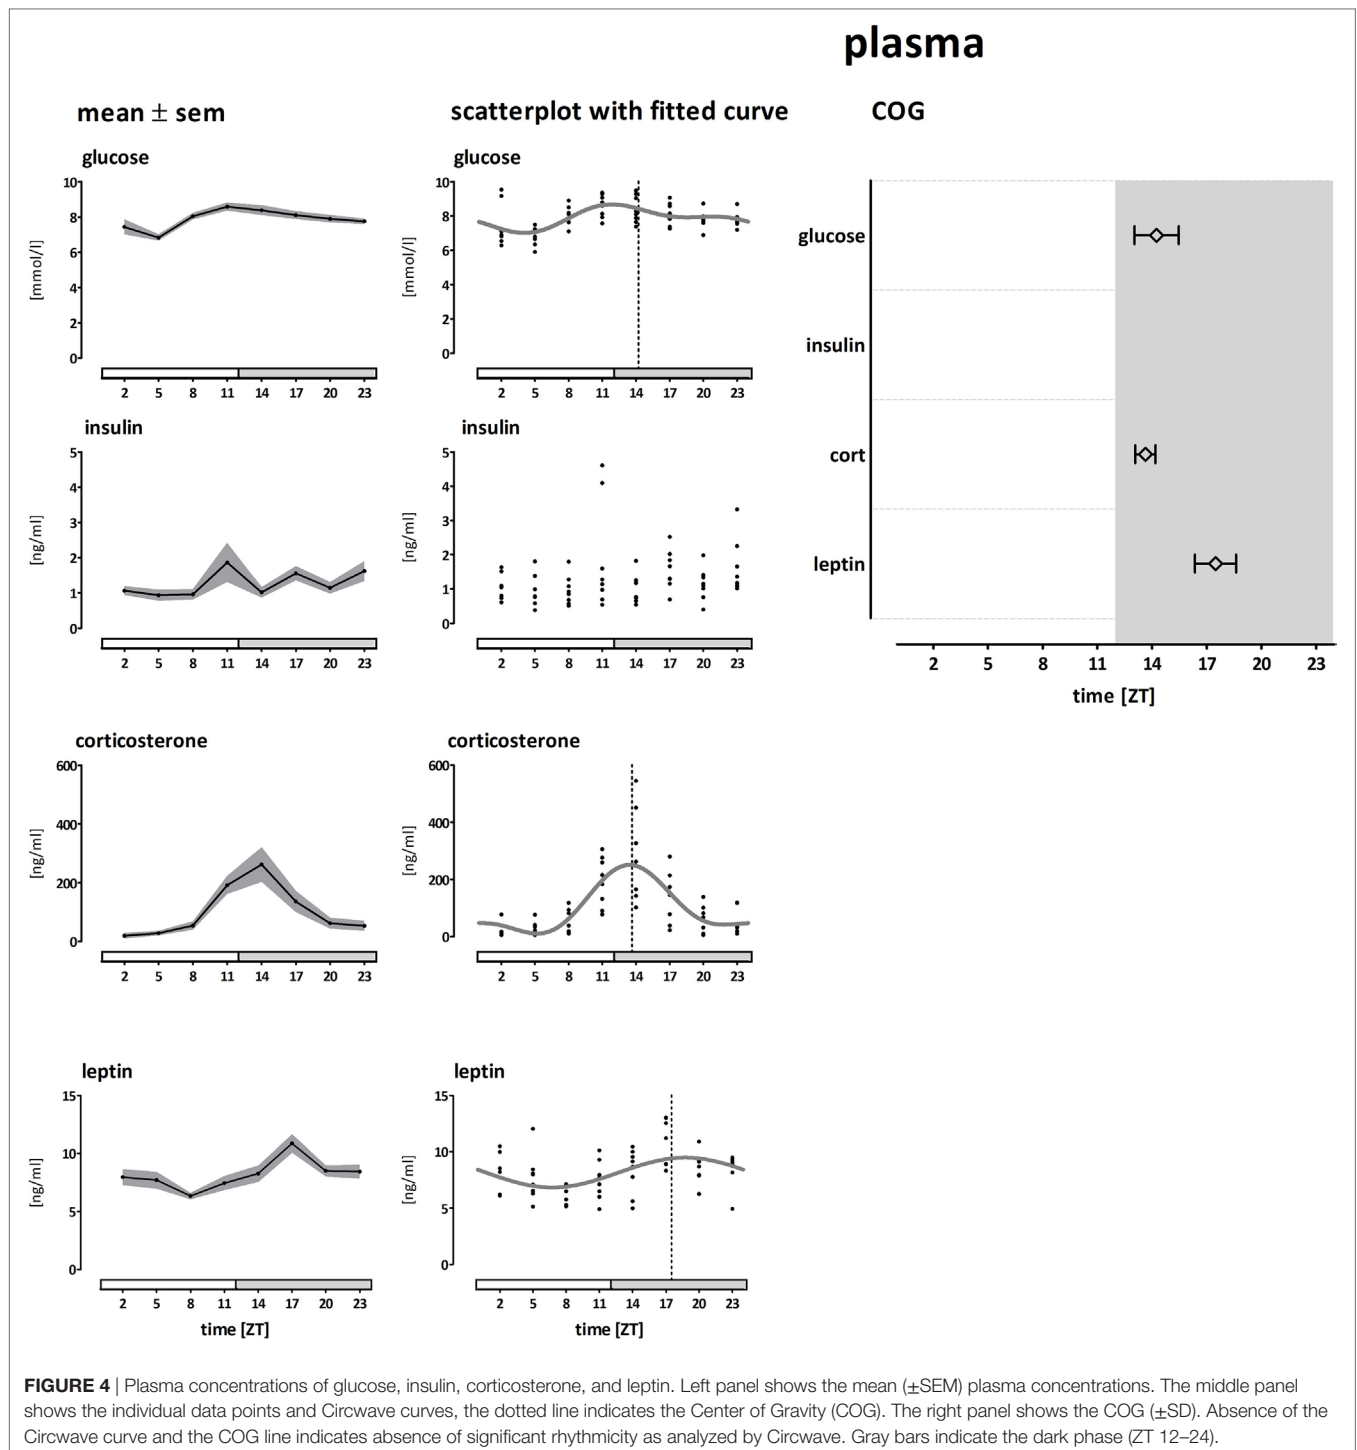 plasma
mean ± sem
scatterplot with fitted curve
COG
glucose
10
8
6
4
2
0
[mmol/l]
2 5 8 11 14 17 20 23
glucose
10
8
6
4
2
0
[mmol/l]
2 5 8 11 14 17 20 23
insulin
5
4
3
2
1
0
[ng/ml]
2 5 8 11 14 17 20 23
insulin
5
4
3
2
1
0
[ng/ml]
2 5 8 11 14 17 20 23
glucose
insulin
cort
leptin
2 5 8 11 14 17 20 23
time [ZT]
corticosterone
600
400
200
0
[ng/ml]
2 5 8 11 14 17 20 23
corticosterone
600
400
200
0
[ng/ml]
2 5 8 11 14 17 20 23
leptin
15
10
5
0
[ng/ml]
2 5 8 11 14 17 20 23
time [ZT]
leptin
15
10
5
0
[ng/ml]
2 5 8 11 14 17 20 23
time [ZT]
FIGURE 4 | Plasma concentrations of glucose, insulin, corticosterone, and leptin. Left panel shows the mean (±SEM) plasma concentrations. The middle panel
shows the individual data points and Circwave curves, the dotted line indicates the Center of Gravity (COG). The right panel shows the COG (±SD). Absence of the
Circwave curve and the COG line indicates absence of significant rhythmicity as analyzed by Circwave. Gray bars indicate the dark phase (ZT 12–24).